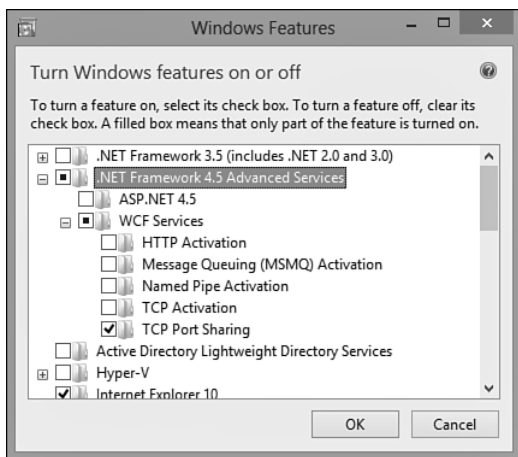 Windows Features
Turn Windows features on or off
To turn a feature on, select its check box. To turn a feature off, clear its
check box. A filled box means that only part of the feature is turned on.
.NET Framework 3.5 (includes .NET 2.0 and 3.0)
.NET Framework 4.5 Advanced Services
ASP.NET 4.5
WCF Services
HTTP Activation
Message Queuing (MSMQ) Activation
Named Pipe Activation
TCP Activation
TCP Port Sharing
Active Directory Lightweight Directory Services
Hyper-V
Internet Explorer 10
OK Cancel